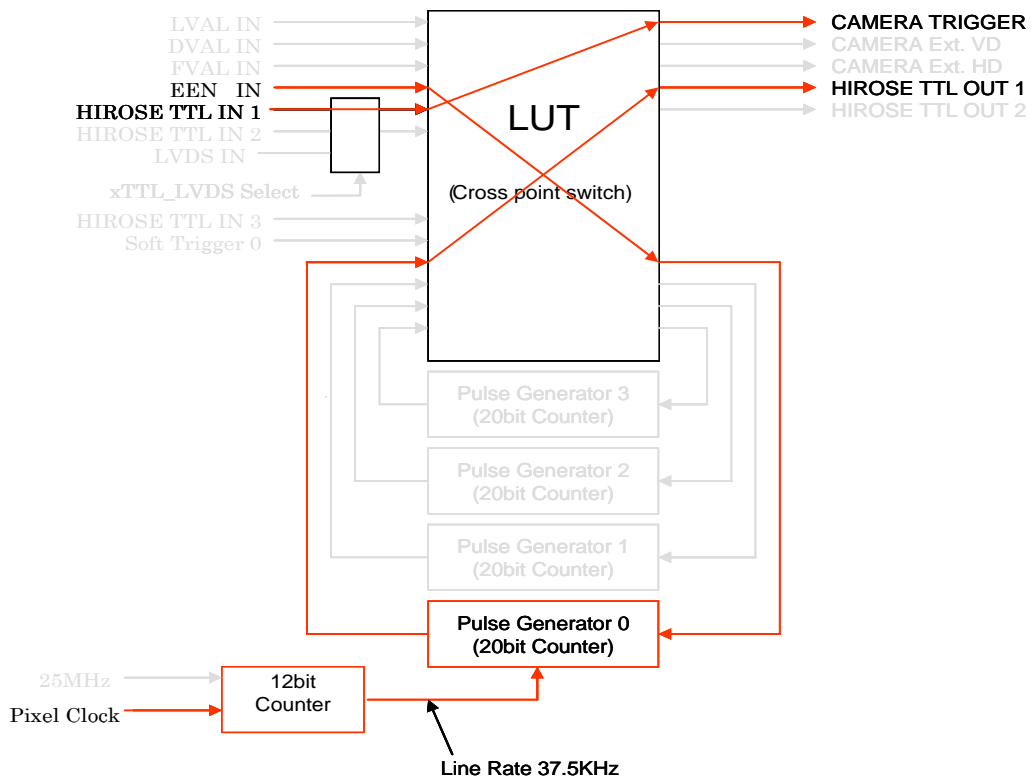 LVAL IN
DVAL IN
FVAL IN
EEN IN
HIROSE TTL IN 1
HIROSE TTL IN 2
LVDS IN
xTTL_LVDS Select
HIROSE TTL IN 3
Soft Trigger 0
LUT
(Cross point switch)
CAMERA TRIGGER
CAMERA Ext. VD
CAMERA Ext. HD
HIROSE TTL OUT 1
HIROSE TTL OUT 2
Pulse Generator 3
(20bit Counter)
Pulse Generator 2
(20bit Counter)
Pulse Generator 1
(20bit Counter)
Pulse Generator 0
(20bit Counter)
25MHz
Pixel Clock
12bit
Counter
Line Rate 37.5KHz